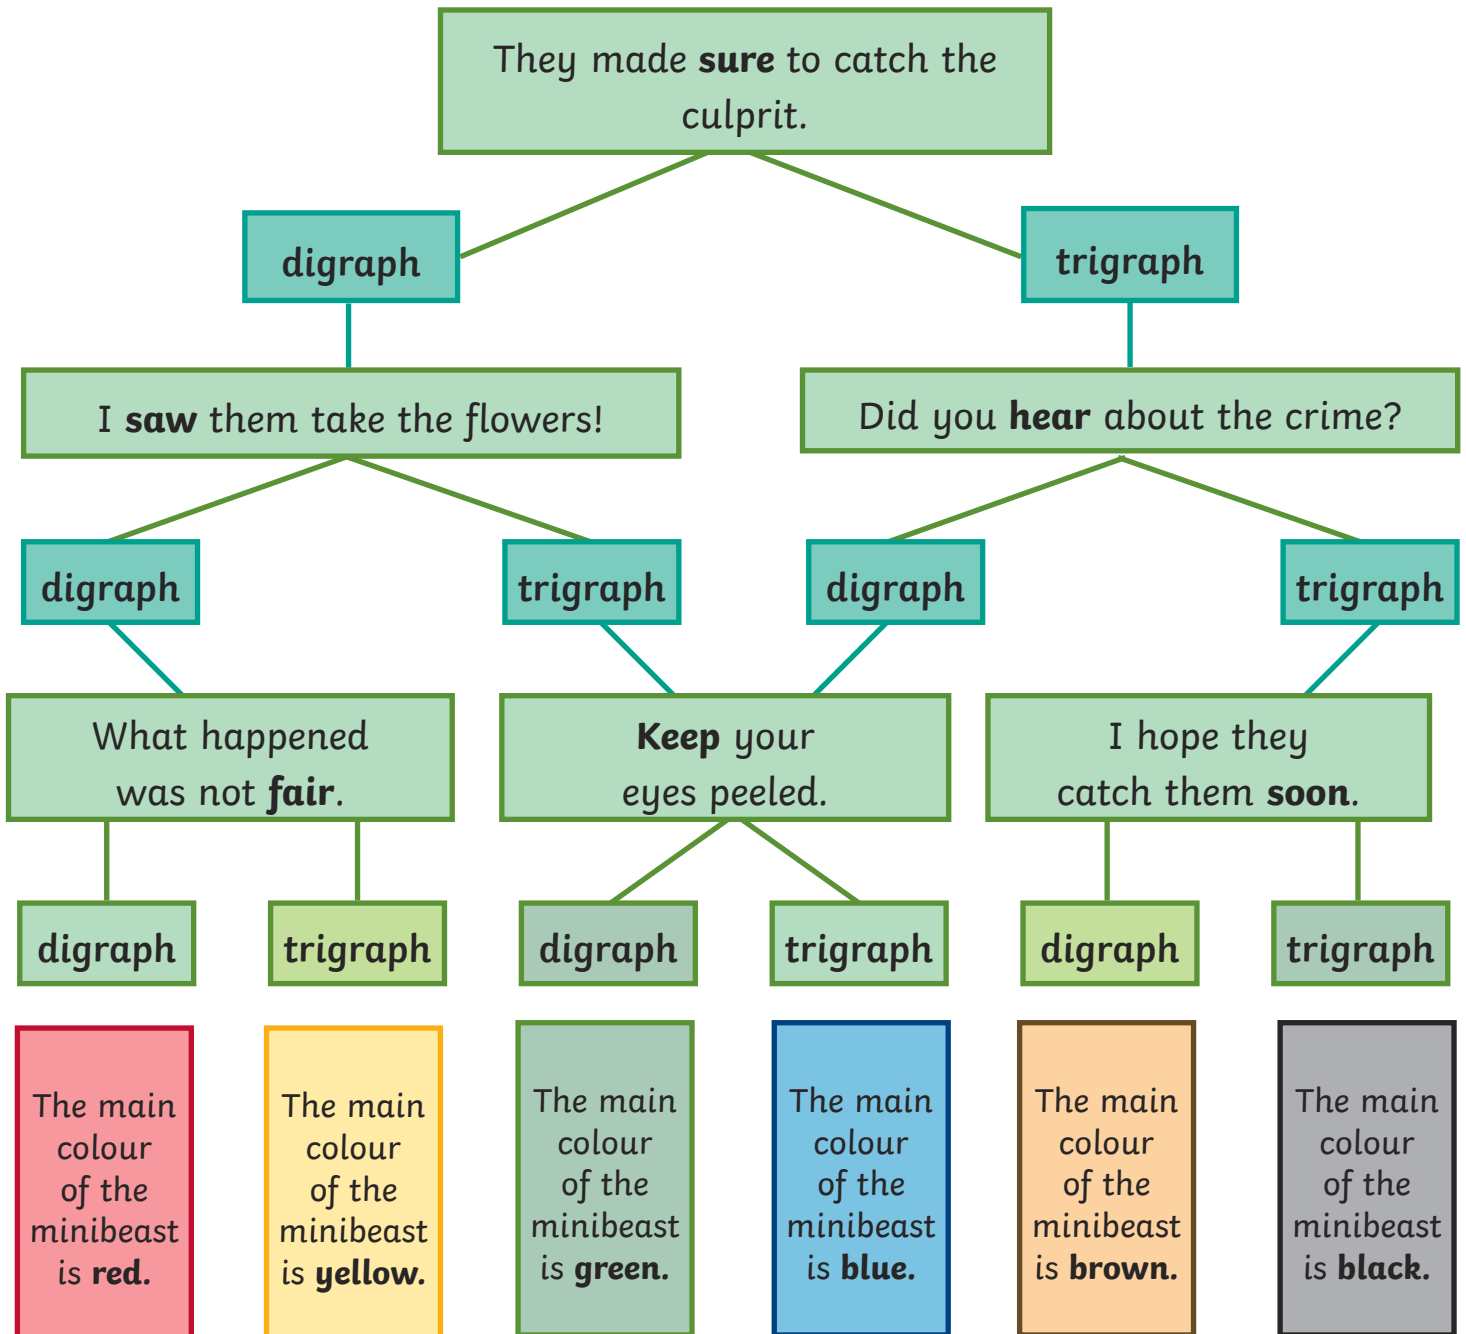 They made sure to catch the
culprit.
digraph
trigraph
I saw them take the flowers!
Did you hear about the crime?
digraph
trigraph
digraph
trigraph
What happened
was not fair.
Keep your
eyes peeled.
I hope they
catch them soon.
digraph
trigraph
digraph
trigraph
digraph
trigraph
The main
colour
of the
minibeast
is red.
The main
colour
of the
minibeast
is yellow.
The main
colour
of the
minibeast
is green.
The main
colour
of the
minibeast
is blue.
The main
colour
of the
minibeast
is brown.
The main
colour
of the
minibeast
is black.